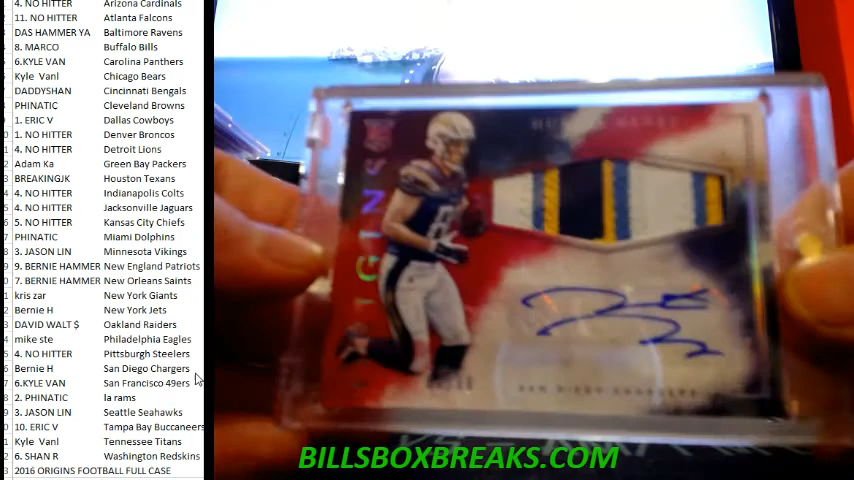 4. NO HITTER Arizona Cardinals
11. NO HITTER Atlanta Falcons
DAS HAMMER YA Baltimore Ravens
8. MARCO Buffalo Bills
6.KYLE VAN Carolina Panthers
Kyle Vanl Chicago Bears
DADDYSHAN Cincinnati Bengals
PHINATIC Cleveland Browns
1. ERIC V Dallas Cowboys
1. NO HITTER Denver Broncos
4. NO HITTER Detroit Lions
Adam Ka Green Bay Packers
BREAKINGJK Houston Texans
4. NO HITTER Indianapolis Colts
4. NO HITTER Jacksonville Jaguars
5. NO HITTER Kansas City Chiefs
PHINATIC Miami Dolphins
3. JASON LIN Minnesota Vikings
9. BERNIE HAMMER New England Patriots
7. BERNIE HAMMER New Orleans Saints
kris zar New York Giants
Bernie H New York Jets
DAVID WALT $ Oakland Raiders
mike ste Philadelphia Eagles
4. NO HITTER Pittsburgh Steelers
Bernie H San Diego Chargers
6.KYLE VAN San Francisco 49ers
2. PHINATIC la rams
3. JASON LIN Seattle Seahawks
10. ERIC V Tampa Bay Buccaneers
Kyle Vanl Tennessee Titans
6. SHAN R Washington Redskins
2016 ORIGINS FOOTBALL FULL CASE
SAN DIEGO CHARGERS
BILLSBOXBREAKS.COM